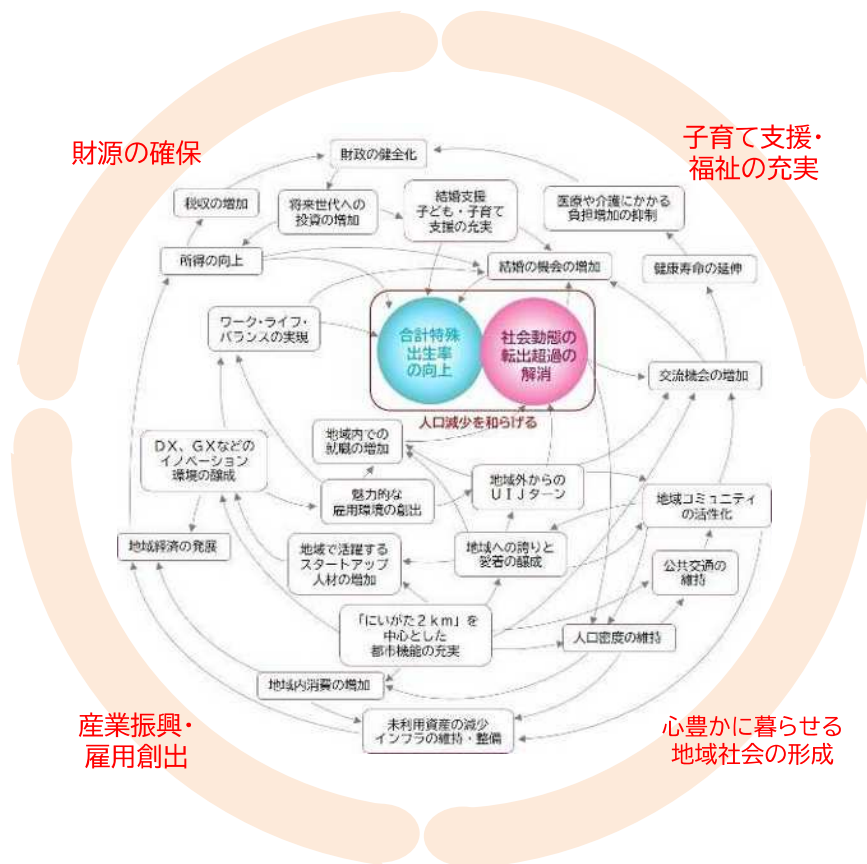 財源の確保
子育て支援・
福祉の充実
財政の健全化
税収の増加
将来世代への
投資の増加
結婚支援
子ども・子育て
支援の充実
医療や介護にかかる
負担増加の抑制
所得の向上
結婚の機会の増加
健康寿命の延伸
ワーク・ライフ・
バランスの実現
合計特殊
出生率
の向上
社会動態の
転出超過の
解消
交流機会の増加
人口減少を和らげる
地域内での
就職の増加
DX、GXなどの
イノベーション
環境の醸成
魅力的な
雇用環境の創出
地域外からの
UIJターン
地域コミュニティ
の活性化
地域経済の発展
地域で活躍する
スタートアップ
人材の増加
地域への誇りと
愛着の醸成
公共交通の
維持
「にいがた2km」を
中心とした
都市機能の充実
人口密度の維持
地域内消費の増加
未利用資産の減少
インフラの維持・整備
産業振興・
雇用創出
心豊かに暮らせる
地域社会の形成